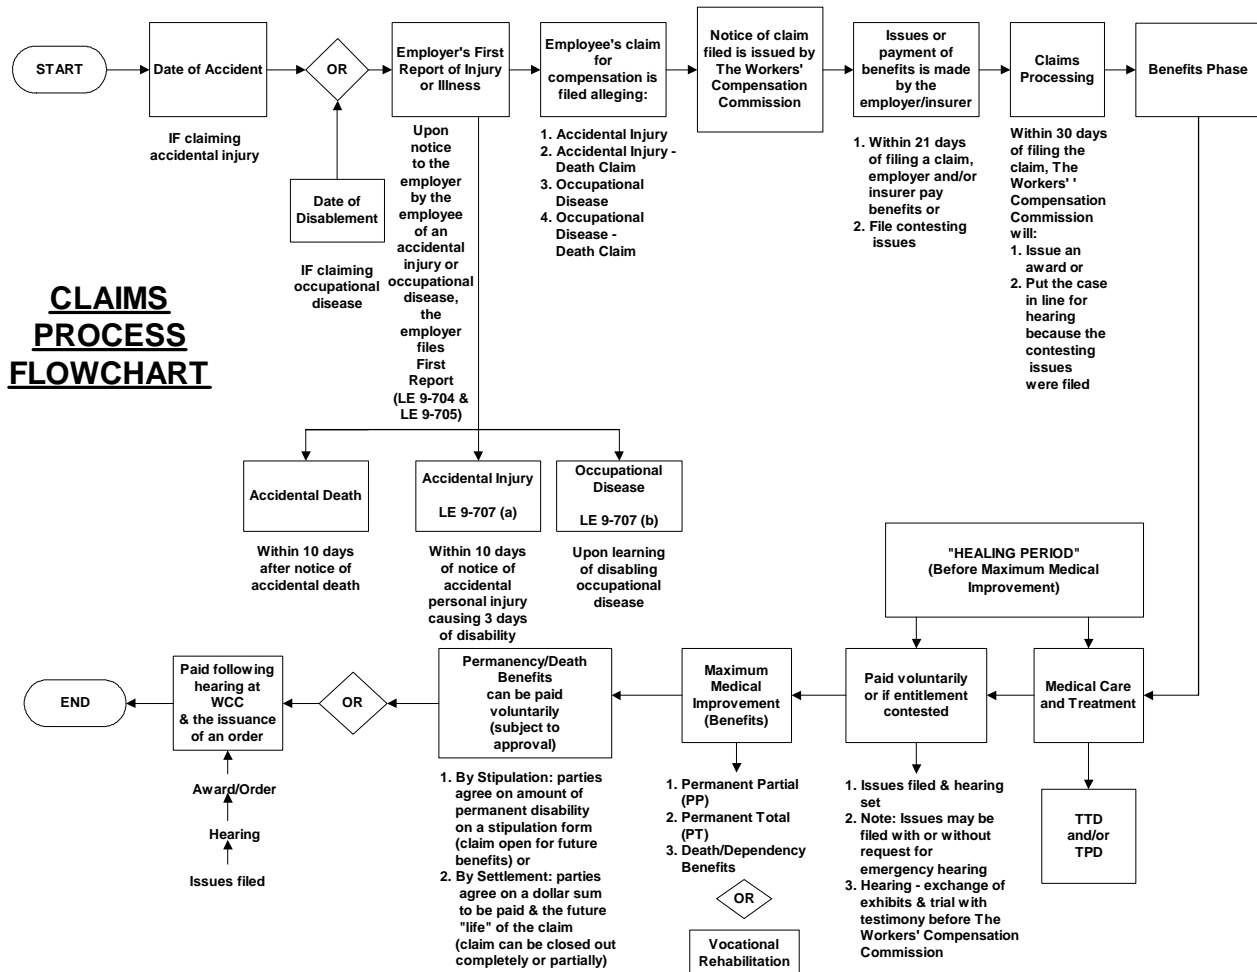 START
Date of Accident
IF claiming
accidental injury
OR
Date of
Disablement
IF claiming
occupational
disease
Employer's First
Report of Injury
or Illness
Upon
notice
to the
employer
by the
employee
of an
accidental
injury or
occupational
disease,
the
employer
files
First
Report
(LE 9-704 &
LE 9-705)
Employee's claim
for
compensation is
filed alleging:
1. Accidental Injury
2. Accidental Injury -
Death Claim
3. Occupational
Disease
4. Occupational
Disease -
Death Claim
Notice of claim
filed is issued by
The Workers'
Compensation
Commission
Issues or
payment of
benefits is made
by the
employer/insurer
1. Within 21 days
of filing a claim,
employer and/or
insurer pay
benefits or
2. File contesting
issues
Claims
Processing
Within 30 days
of filing the
claim, The
Workers' '
Compensation
Commission
will:
1. Issue an
award or
2. Put the case
in line for
hearing
because the
contesting
issues
were filed
Benefits Phase
CLAIMS
PROCESS
FLOWCHART
Accidental Death
Within 10 days
after notice of
accidental death
Accidental Injury
LE 9-707 (a)
Within 10 days
of notice of
accidental
personal injury
causing 3 days
of disability
Occupational
Disease
LE 9-707 (b)
Upon learning
of disabling
occupational
disease
"HEALING PERIOD"
(Before Maximum Medical
Improvement)
END
Paid following
hearing at
WCC
& the issuance
of an order
Award/Order
Hearing
Issues filed
OR
Permanency/Death
Benefits
can be paid
voluntarily
(subject to
approval)
1. By Stipulation: parties
agree on amount of
permanent disability
on a stipulation form
(claim open for future
benefits) or
2. By Settlement: parties
agree on a dollar sum
to be paid & the future
"life" of the claim
(claim can be closed out
completely or partially)
Maximum
Medical
Improvement
(Benefits)
1. Permanent Partial
(PP)
2. Permanent Total
(PT)
3. Death/Dependency
Benefits
OR
Vocational
Rehabilitation
Paid voluntarily
or if entitlement
contested
1. Issues filed & hearing
set
2. Note: Issues may be
filed with or without
request for
emergency hearing
3. Hearing - exchange of
exhibits & trial with
testimony before The
Workers' Compensation
Commission
Medical Care
and Treatment
TTD
and/or
TPD